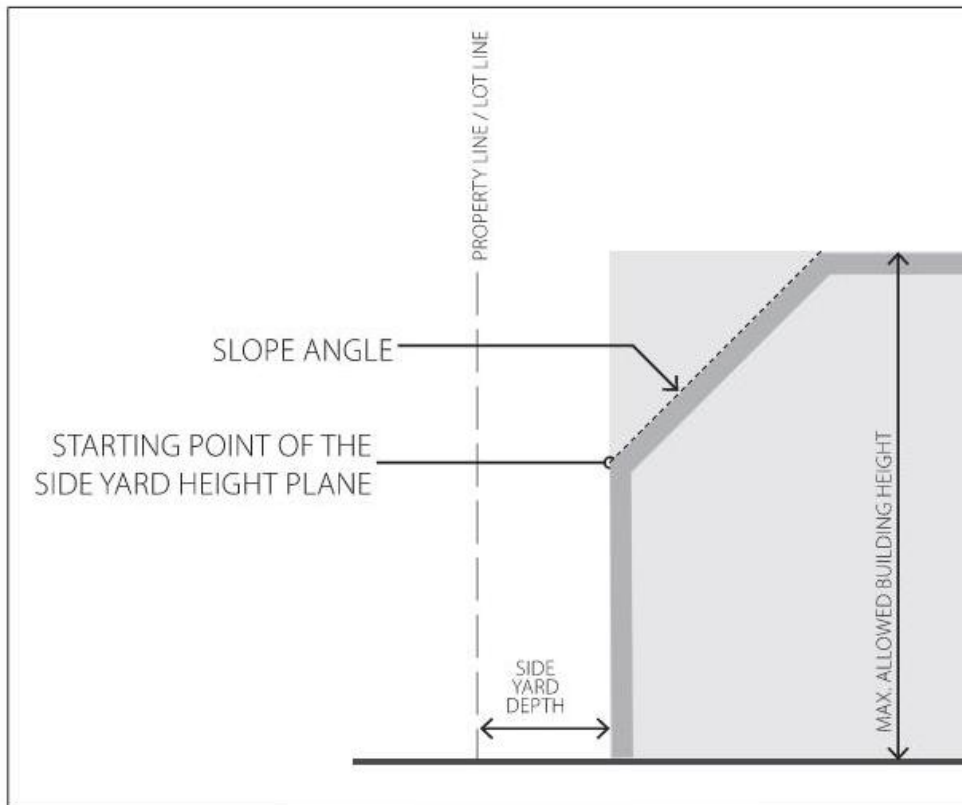 PROPERTY LINE / LOT LINE
SLOPE ANGLE
STARTING POINT OF THE
SIDE YARD HEIGHT PLANE
SIDE
YARD
DEPTH
MAX. ALLOWED BUILDING HEIGHT